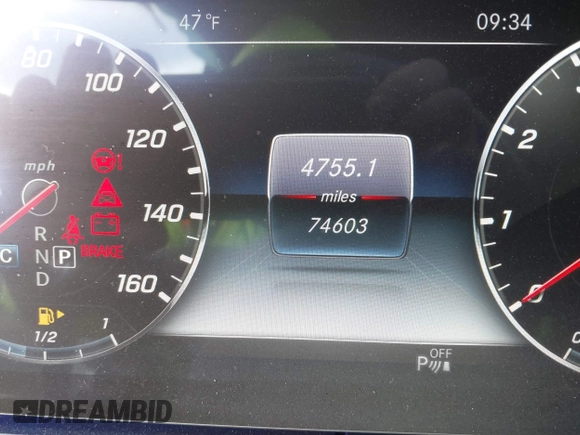 47 °F
09:34
80
100
120
140
160
mph
R
N
D
C
P
BRAKE
1/2
1
4755.1
miles
74603
2
1
0
P OFF
DREAMBID